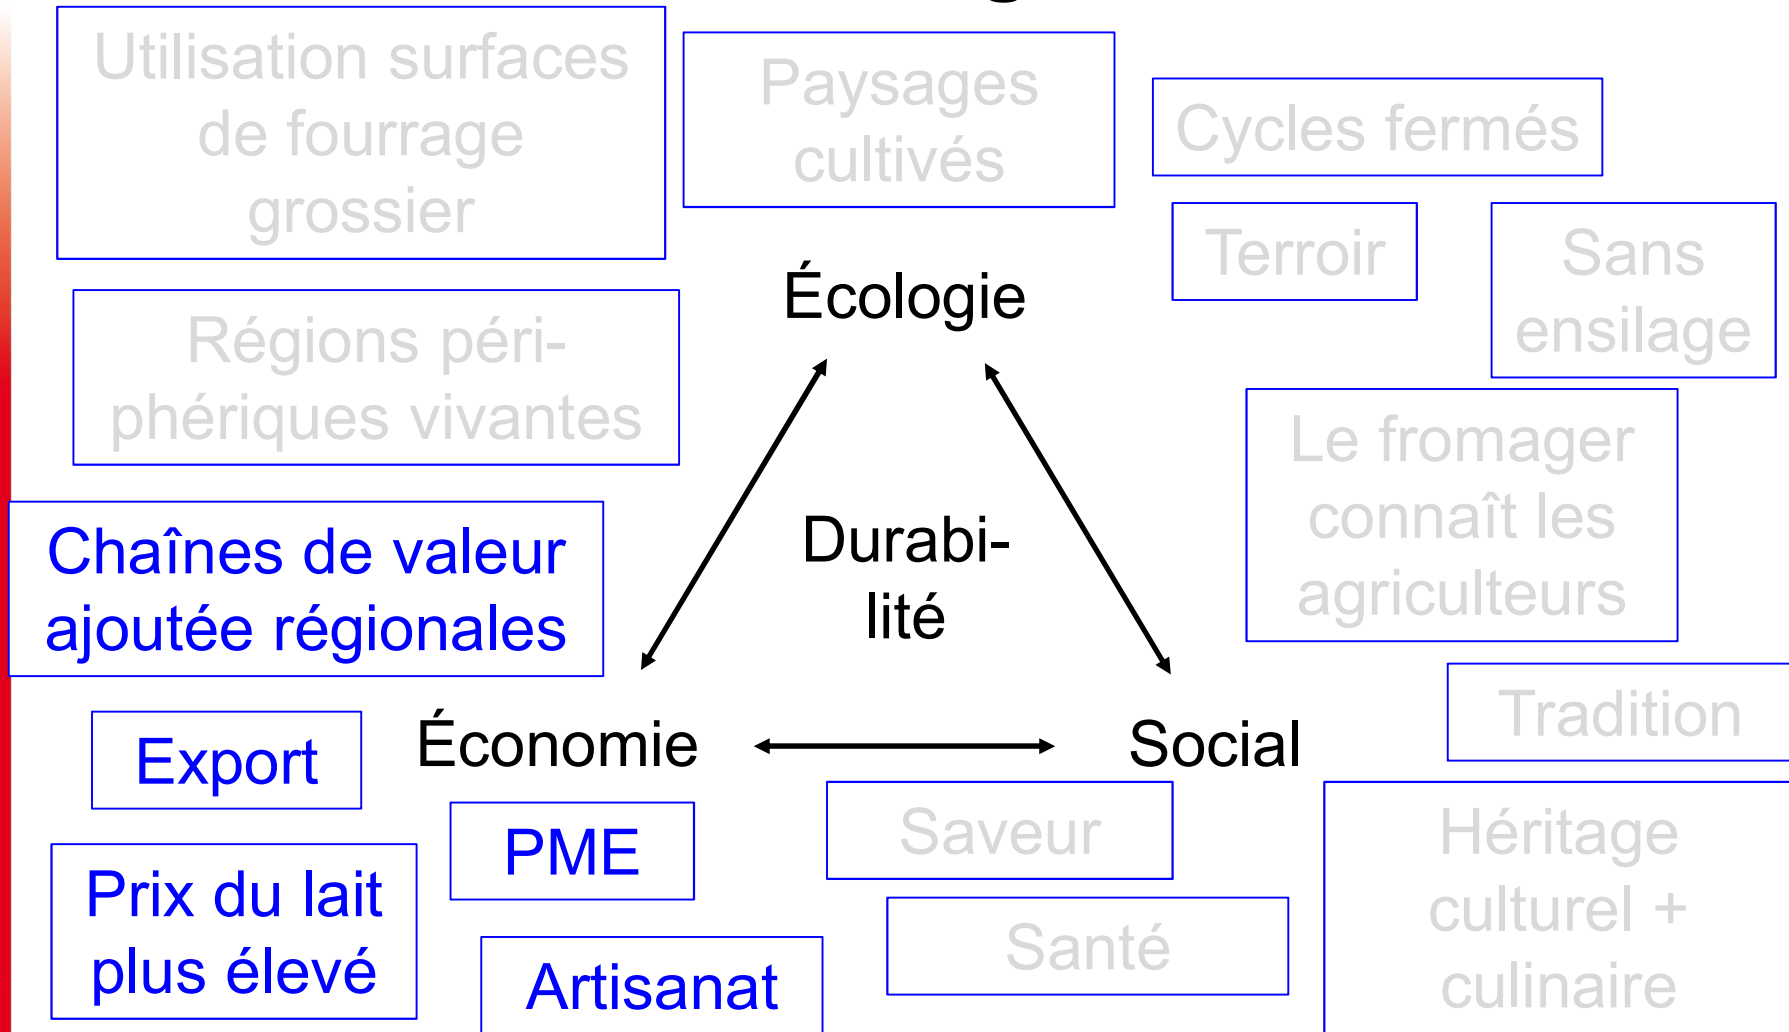 Utilisation surfaces
de fourrage
grossier
Paysages
cultivés
Cycles fermés
Terroir
Sans
ensilage
Écologie
Régions péri-
phériques vivantes
Le fromager
connaît les
agriculteurs
Durabi-
lité
Chaînes de valeur
ajoutée régionales
Tradition
Export
Économie
Social
PME
Saveur
Héritage
culturel +
culinaire
Prix du lait
plus élevé
Santé
Artisanat